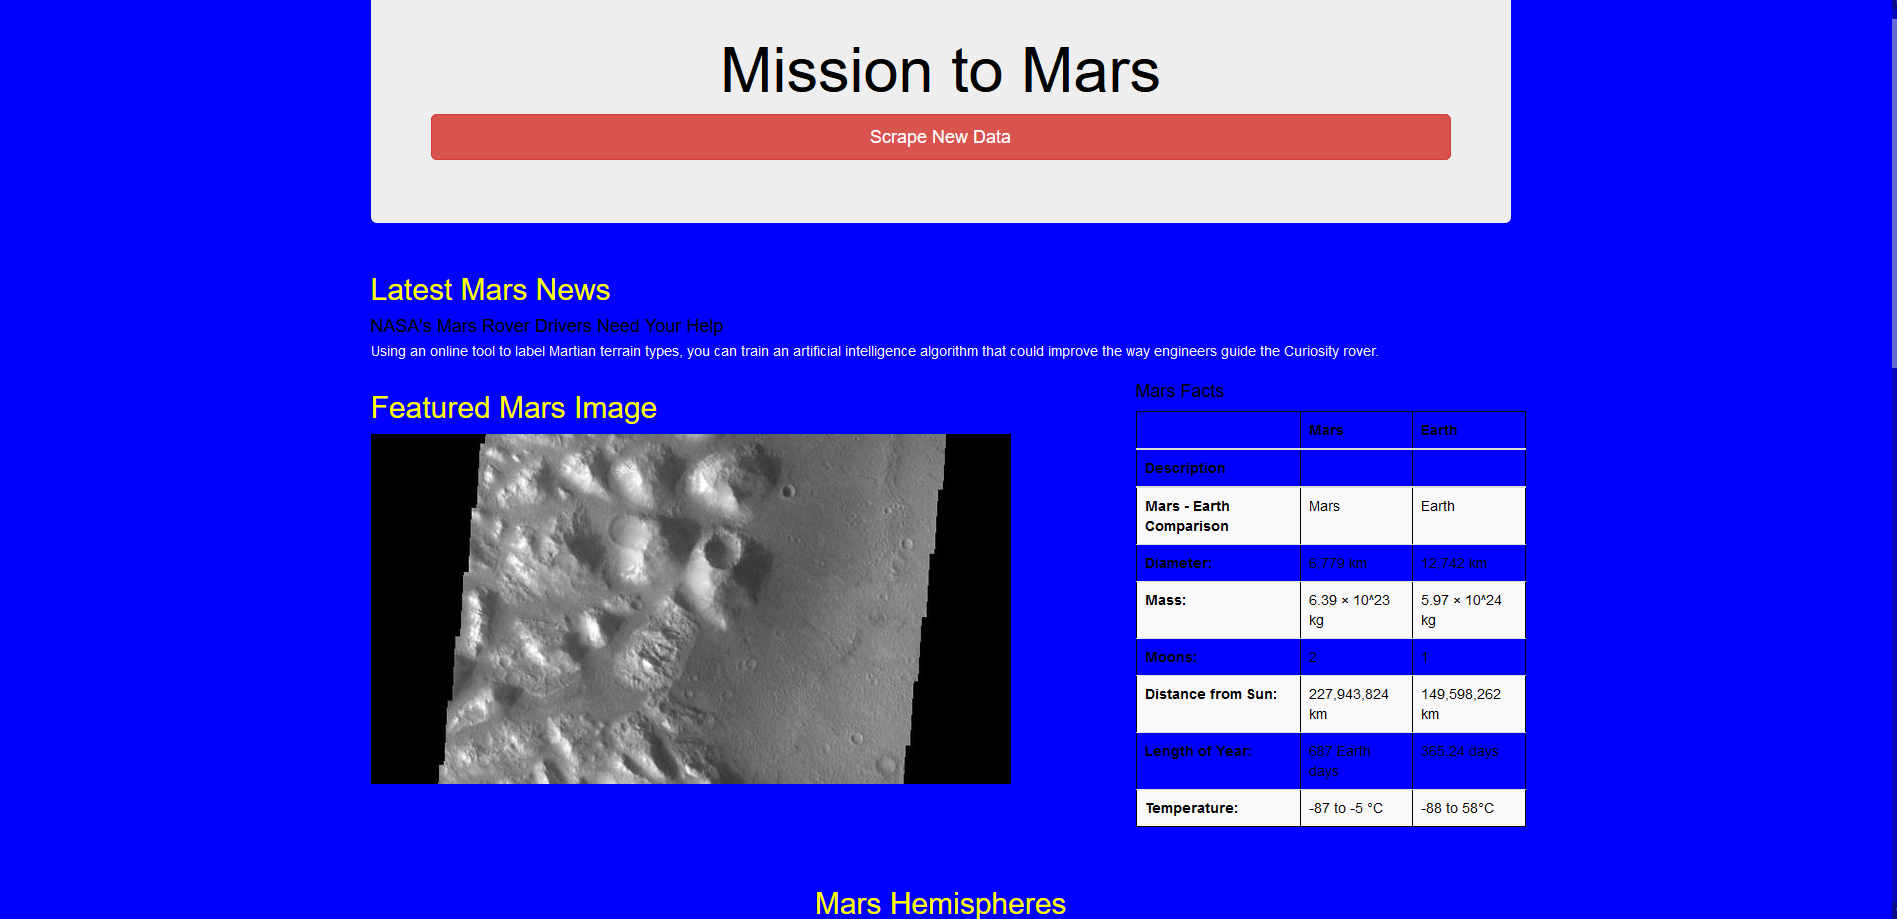 Mission to Mars
Scrape New Data
Latest Mars News
NASA's Mars Rover Drivers Need Your Help
Using an online tool to label Martian terrain types, you can train an artificial intelligence algorithm that could improve the way engineers guide the Curiosity rover.
Featured Mars Image
Mars Facts
Mars Earth
Description
Mars - Earth Comparison Mars Earth
Diameter: 6,779 km 12,742 km
Mass: 6.39 × 10^23 kg 5.97 × 10^24 kg
Moons: 2 1
Distance from Sun: 227,943,824 km 149,598,262 km
Length of Year: 687 Earth days 365.24 days
Temperature: -87 to -5 °C -88 to 58°C
Mars Hemispheres